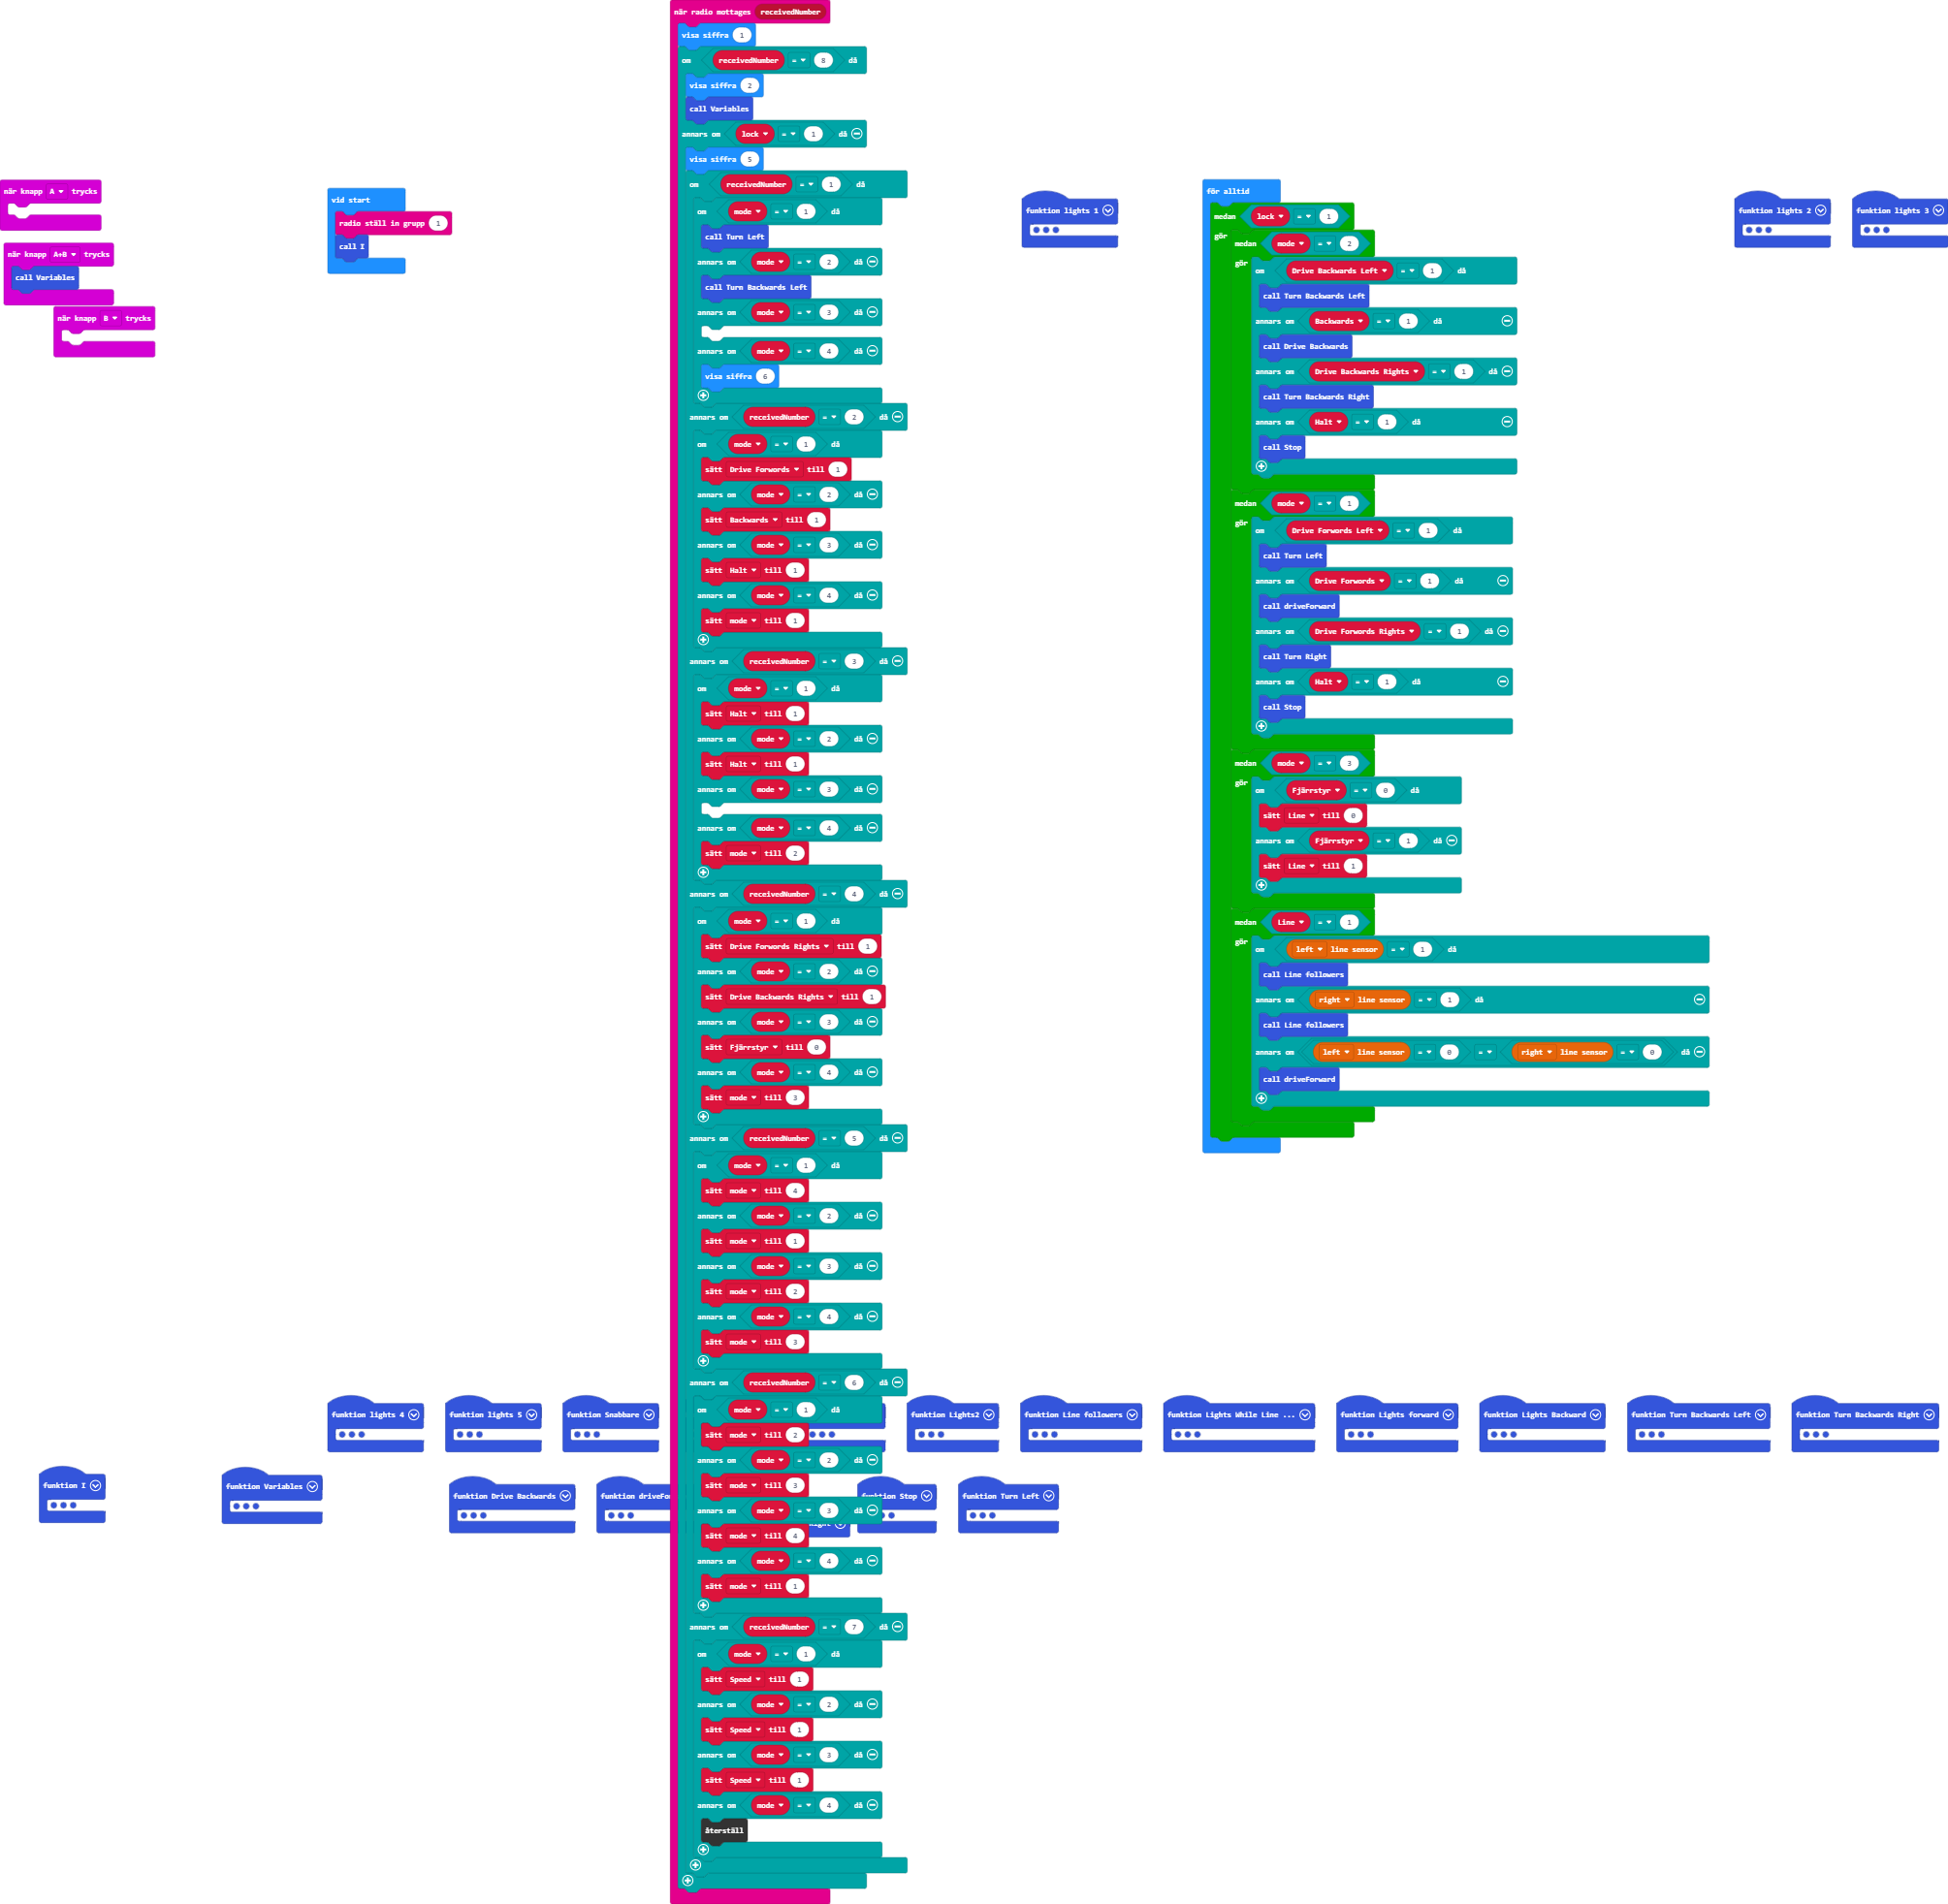 när knapp A trycks
när knapp A+B trycks
call Variables
när knapp B trycks
vid start
radio ställ in grupp 1
call I
när radio mottages receivedNumber
visa siffra 1
om receivedNumber = 8 då
visa siffra 2
call Variables
annars om lock = 1 då
visa siffra 5
om receivedNumber = 1 då
om mode = 1 då
call Turn Left
annars om mode = 2 då
call Turn Backwards Left
annars om mode = 3 då
annars om mode = 4 då
visa siffra 6
annars om receivedNumber = 2 då
om mode = 1 då
sätt Drive Forwords till 1
annars om mode = 2 då
sätt Backwards till 1
annars om mode = 3 då
sätt Halt till 1
annars om mode = 4 då
sätt mode till 1
annars om receivedNumber = 3 då
om mode = 1 då
sätt Halt till 1
annars om mode = 2 då
sätt Halt till 1
annars om mode = 3 då
annars om mode = 4 då
sätt mode till 2
annars om receivedNumber = 4 då
om mode = 1 då
sätt Drive Forwords Rights till 1
annars om mode = 2 då
sätt Drive Backwards Rights till 1
annars om mode = 3 då
sätt Fjärrstyr till 0
annars om mode = 4 då
sätt mode till 3
annars om receivedNumber = 5 då
om mode = 1 då
sätt mode till 4
annars om mode = 2 då
sätt mode till 1
annars om mode = 3 då
sätt mode till 2
annars om mode = 4 då
sätt mode till 3
annars om receivedNumber = 6 då
om mode = 1 då
sätt mode till 2
annars om mode = 2 då
sätt mode till 3
annars om mode = 3 då
sätt mode till 4
annars om mode = 4 då
sätt mode till 1
annars om receivedNumber = 7 då
om mode = 1 då
sätt Speed till 1
annars om mode = 2 då
sätt Speed till 1
annars om mode = 3 då
sätt Speed till 1
annars om mode = 4 då
återställ
funktion lights 1
för alltid
medan lock = 1
gör
medan mode = 2
gör
om Drive Backwards Left = 1 då
call Turn Backwards Left
annars om Backwards = 1 då
call Drive Backwards
annars om Drive Backwards Rights = 1 då
call Turn Backwards Right
annars om Halt = 1 då
call Stop
medan mode = 1
gör
om Drive Forwords Left = 1 då
call Turn Left
annars om Drive Forwords = 1 då
call driveForward
annars om Drive Forwords Rights = 1 då
call Turn Right
annars om Halt = 1 då
call Stop
medan mode = 3
gör
om Fjärrstyr = 0 då
sätt Line till 0
annars om Fjärrstyr = 1 då
sätt Line till 1
medan Line = 1
gör
om left line sensor = 1 då
call Line followers
annars om right line sensor = 1 då
call Line followers
annars om left line sensor = 0 = right line sensor = 0 då
call driveForward
funktion lights 2
funktion lights 3
funktion lights 4
funktion lights 5
funktion Snabbare
funktion Lights2
funktion Line followers
funktion Lights While Line ...
funktion Lights forward
funktion Lights Backward
funktion Turn Backwards Left
funktion Turn Backwards Right
funktion I
funktion Variables
funktion Drive Backwards
funktion driveFor
funktion Stop
funktion Turn Left